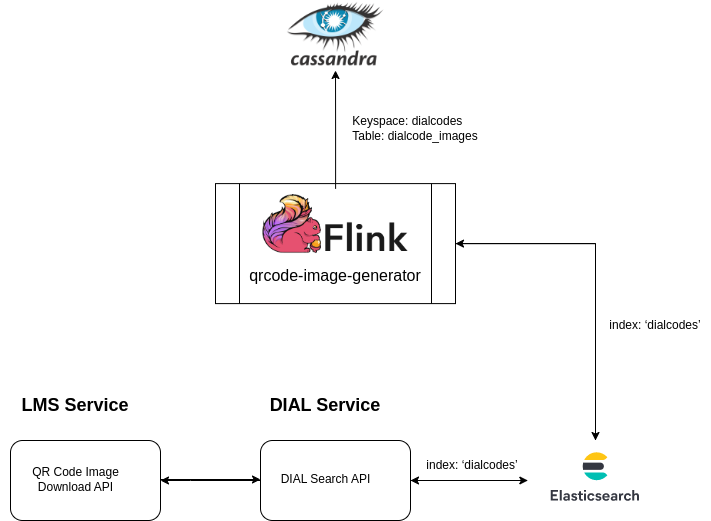 cassandra
Keyspace: dialcodes
Table: dialcode_images
Flink
qrcode-image-generator
index: ‘dialcodes’
LMS Service
DIAL Service
QR Code Image
Download API
DIAL Search API
index: ‘dialcodes’
Elasticsearch